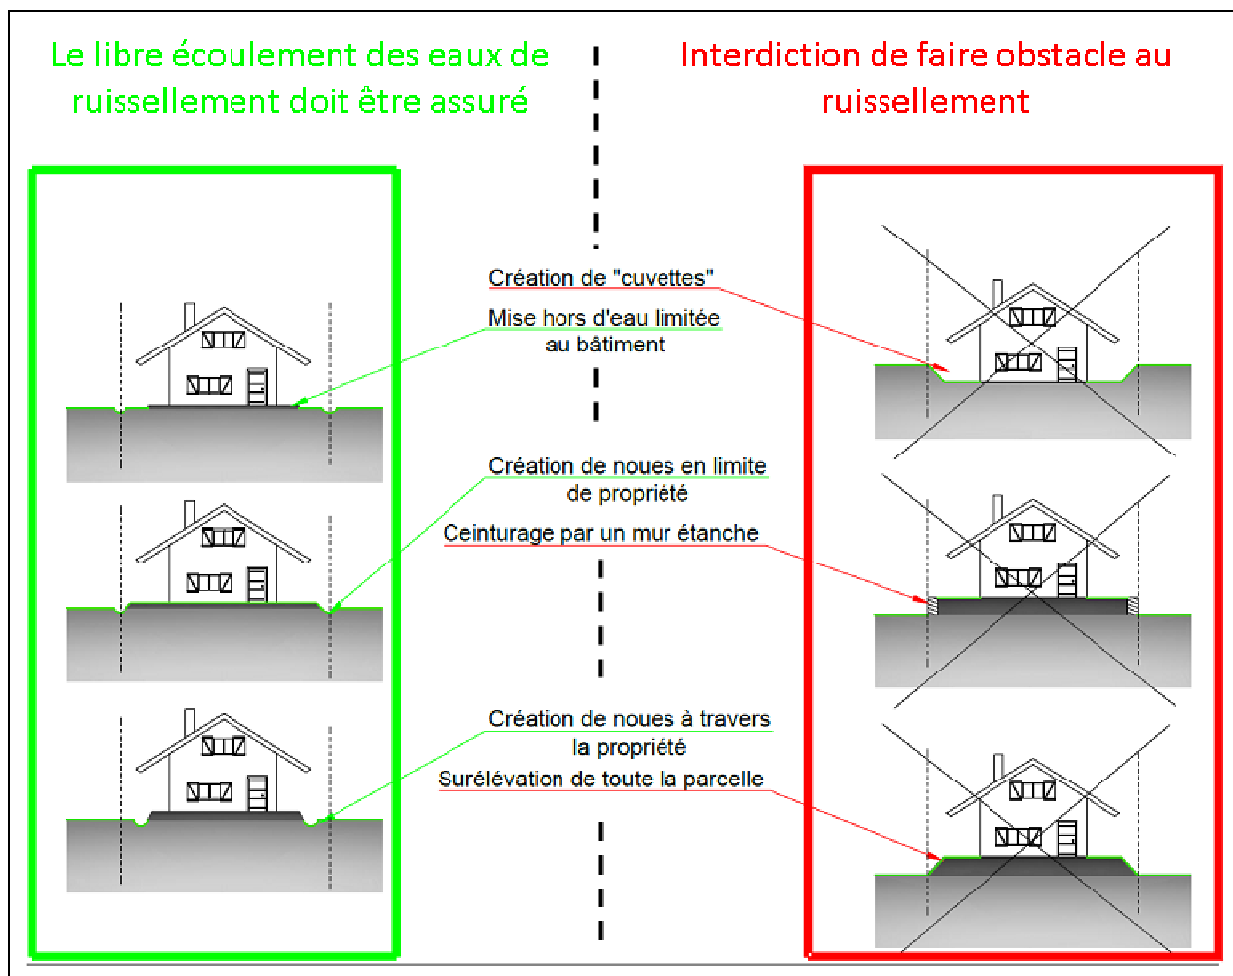 Le libre écoulement des eaux de
ruissellement doit être assuré
Interdiction de faire obstacle au
ruissellement
Création de "cuvettes"
Mise hors d'eau limitée
au bâtiment
Création de noues en limite
de propriété
Ceinturage par un mur étanche
Création de noues à travers
la propriété
Surélévation de toute la parcelle